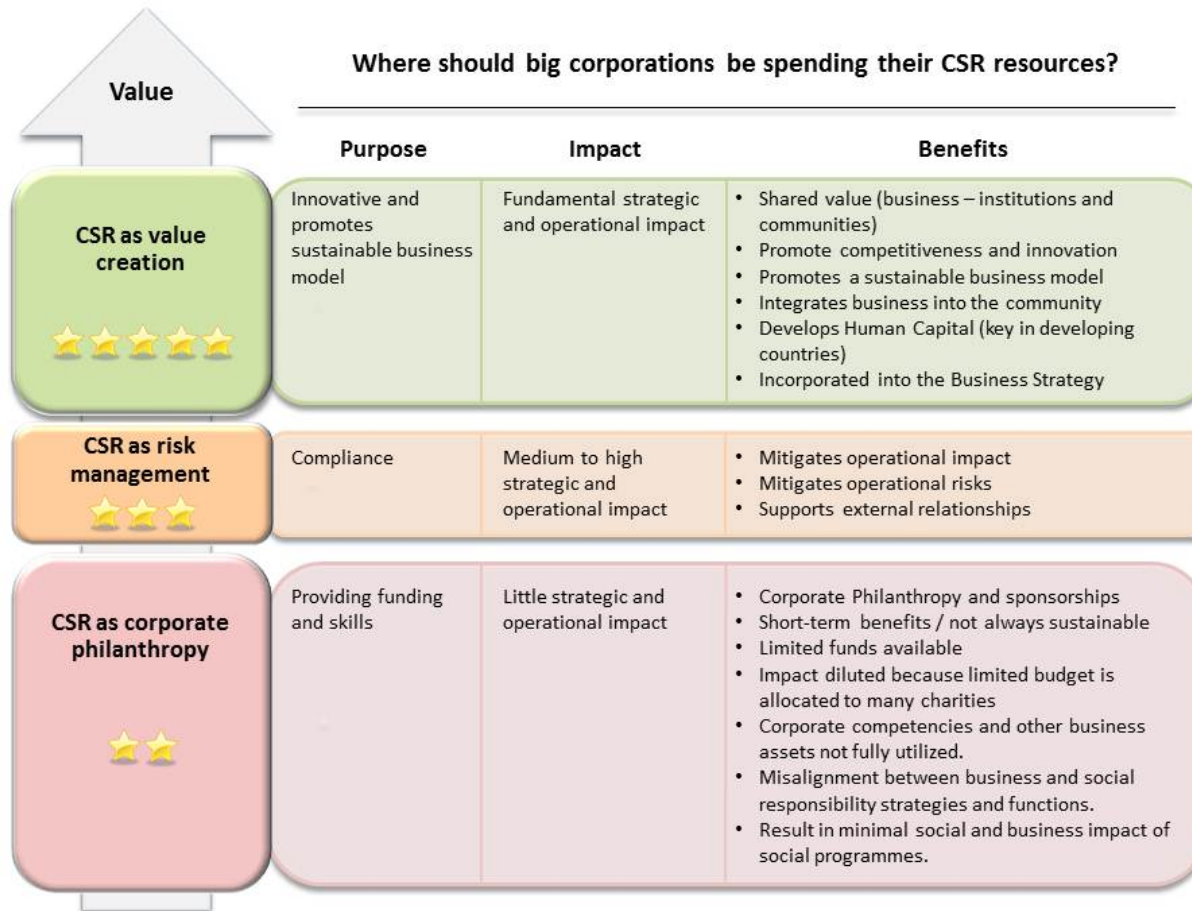 Value
Where should big corporations be spending their CSR resources?
Purpose
Impact
Benefits
CSR as value
creation
Innovative and
promotes
sustainable business
model
Fundamental strategic
and operational impact
• Shared value (business – institutions and
communities)
• Promote competitiveness and innovation
• Promotes a sustainable business model
• Integrates business into the community
• Develops Human Capital (key in developing
countries)
• Incorporated into the Business Strategy
CSR as risk
management
Compliance
Medium to high
strategic and
operational impact
• Mitigates operational impact
• Mitigates operational risks
• Supports external relationships
CSR as corporate
philanthropy
Providing funding
and skills
Little strategic and
operational impact
• Corporate Philanthropy and sponsorships
• Short-term benefits / not always sustainable
• Limited funds available
• Impact diluted because limited budget is
allocated to many charities
• Corporate competencies and other business
assets not fully utilized.
• Misalignment between business and social
responsibility strategies and functions.
• Result in minimal social and business impact of
social programmes.